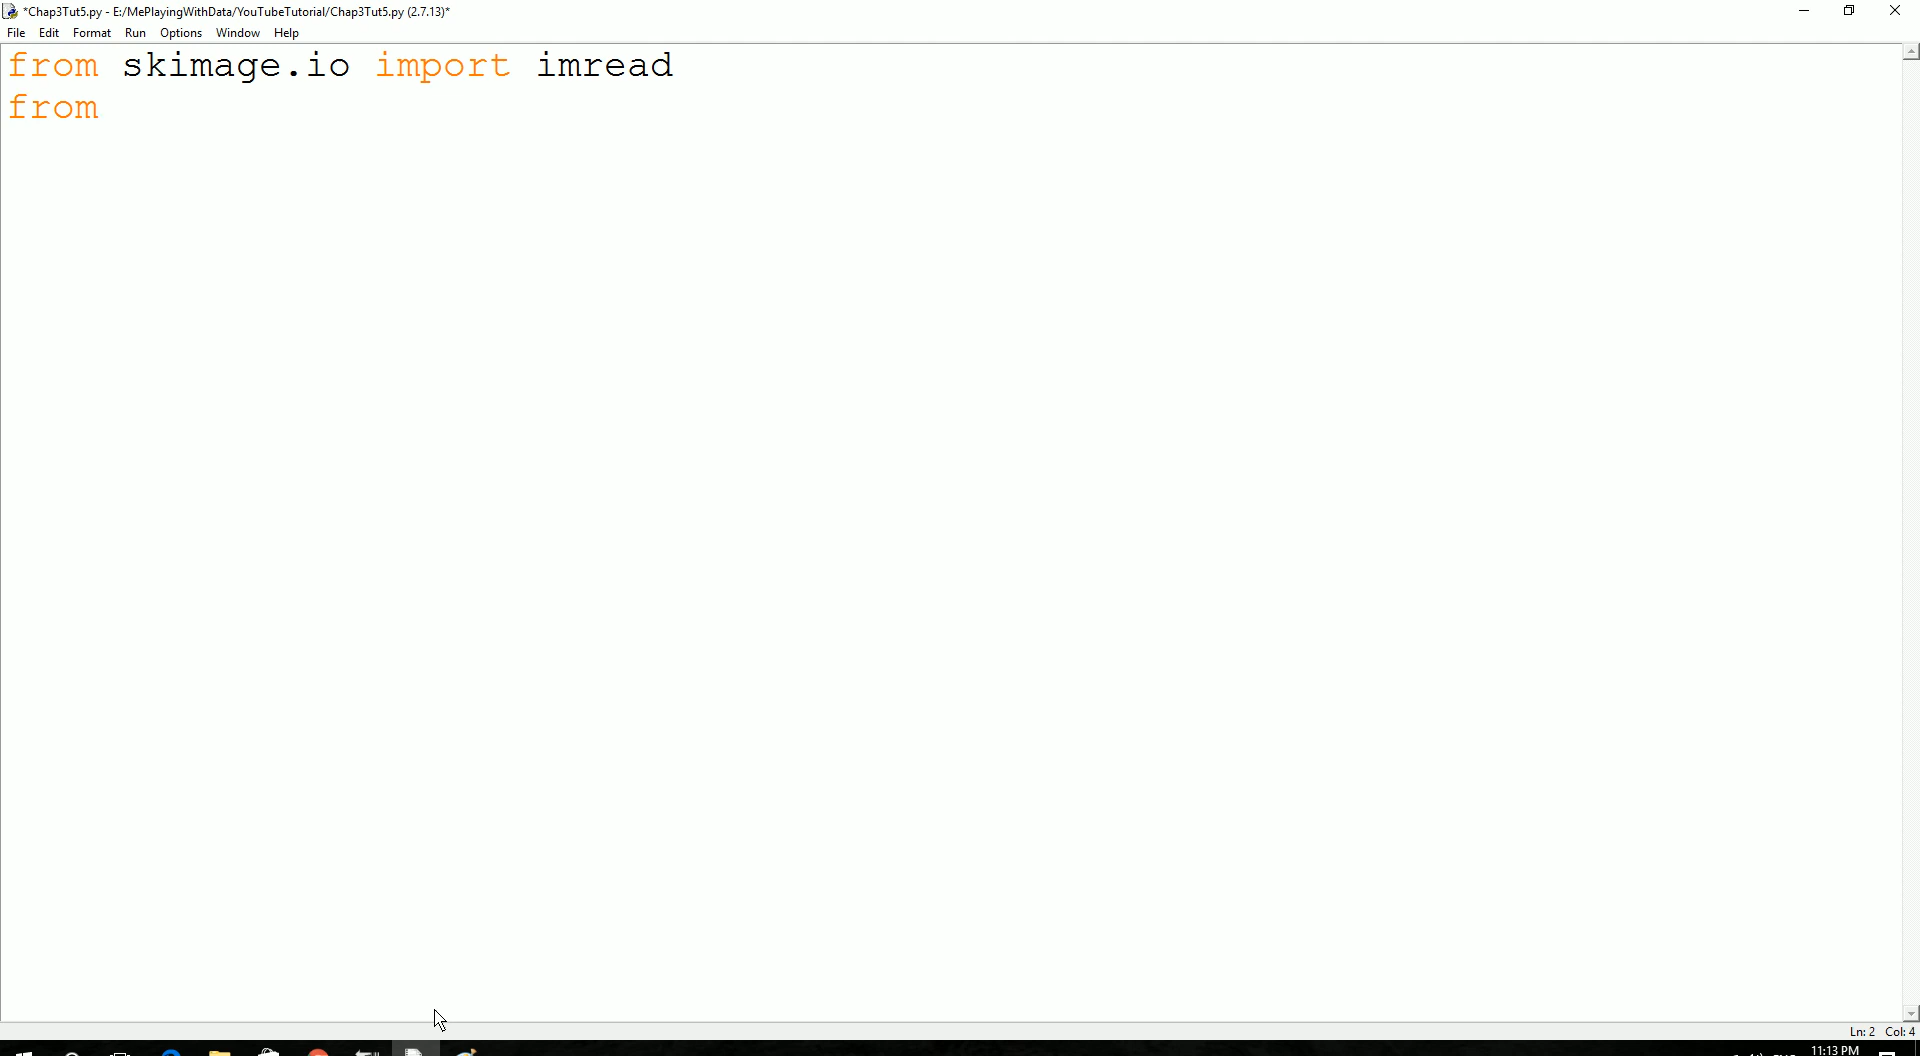 *Chap3Tut5.py - E:/MePlayingWithData/YouTubeTutorial/Chap3Tut5.py (2.7.13)*
File Edit Format Run Options Window Help
from skimage.io import imread
from
Ln: 2 Col: 4
11:13 PM